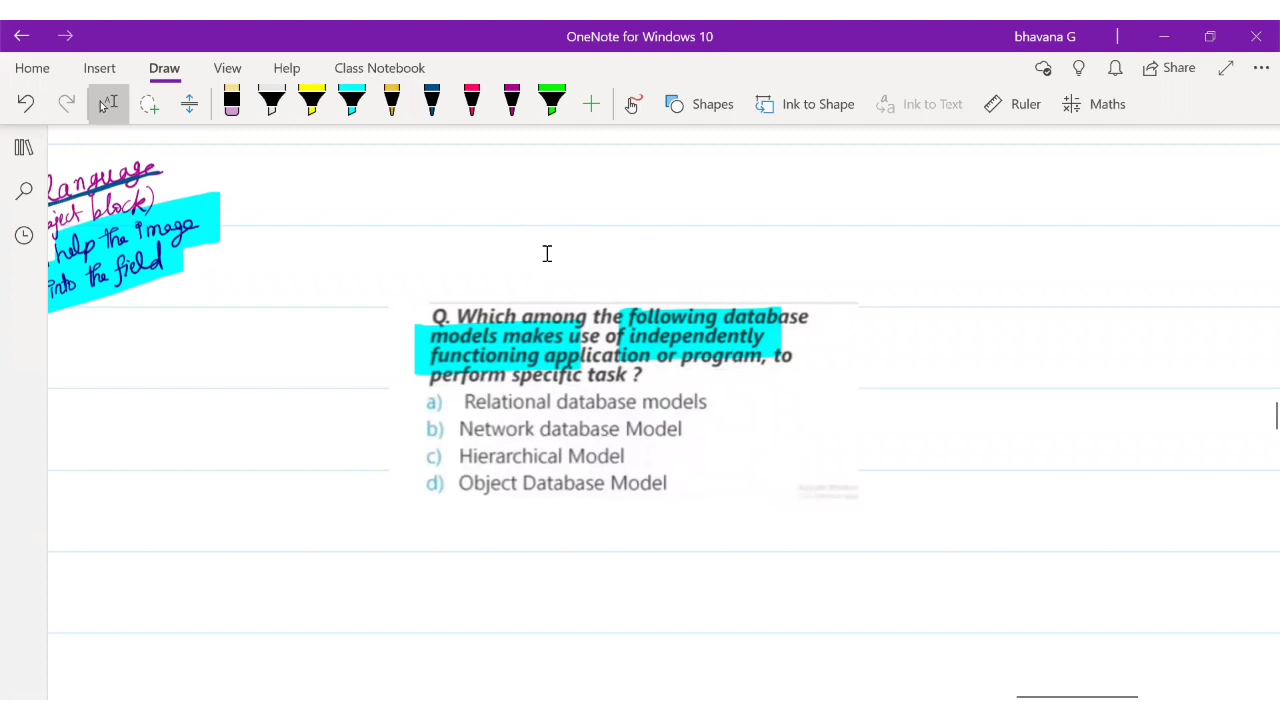 OneNote for Windows 10
bhavana G
Home Insert Draw View Help Class Notebook
Share
Shapes Ink to Shape Ink to Text Ruler Maths
Language
ject block)
help the image
into the field
Q. Which among the following database
models makes use of independently
functioning application or program, to
perform specific task ?
a) Relational database models
b) Network database Model
c) Hierarchical Model
d) Object Database Model